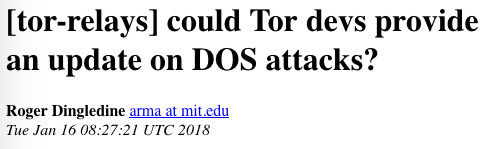 [tor-relays] could Tor devs provide
an update on DOS attacks?
Roger Dingledine arma at mit.edu
Tue Jan 16 08:27:21 UTC 2018